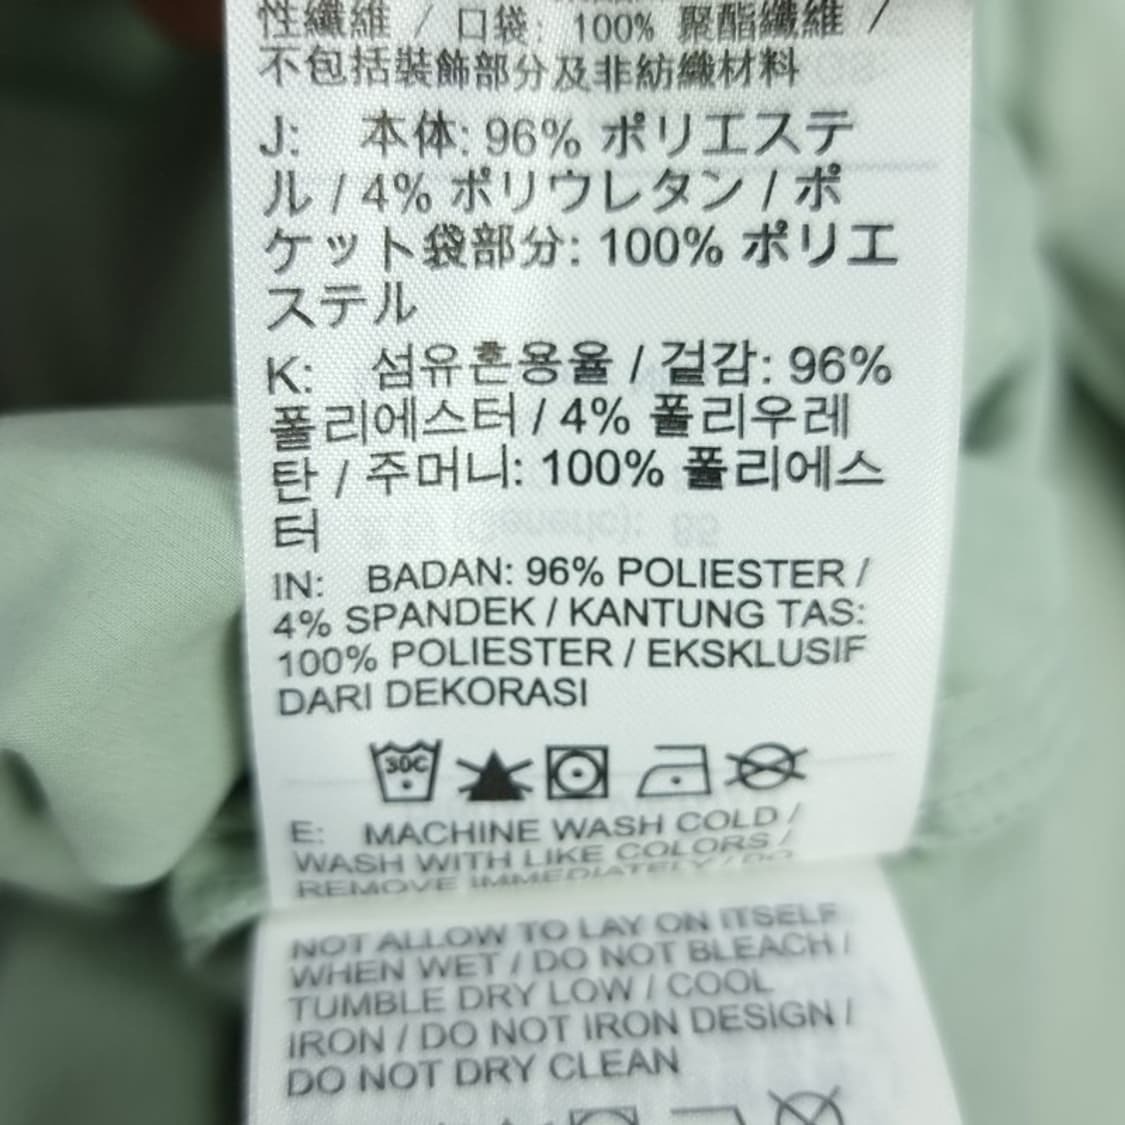 性纖維 / 口袋: 100% 聚酯纖維 /
不包括裝飾部分及非紡織材料
J: 本体: 96% ポリエステ
ル / 4% ポリウレタン / ポ
ケット袋部分: 100% ポリエ
ステル
K: 섬유혼용율 / 겉감: 96%
폴리에스터 / 4% 폴리우레
탄 / 주머니: 100% 폴리에스
터
IN: BADAN: 96% POLIESTER /
4% SPANDEK / KANTUNG TAS:
100% POLIESTER / EKSKLUSIF
DARI DEKORASI
30C
E: MACHINE WASH COLD /
WASH WITH LIKE COLORS /
REMOVE IMMEDIATELY / DO
NOT ALLOW TO LAY ON ITSELF
WHEN WET / DO NOT BLEACH /
TUMBLE DRY LOW / COOL
IRON / DO NOT IRON DESIGN /
DO NOT DRY CLEAN